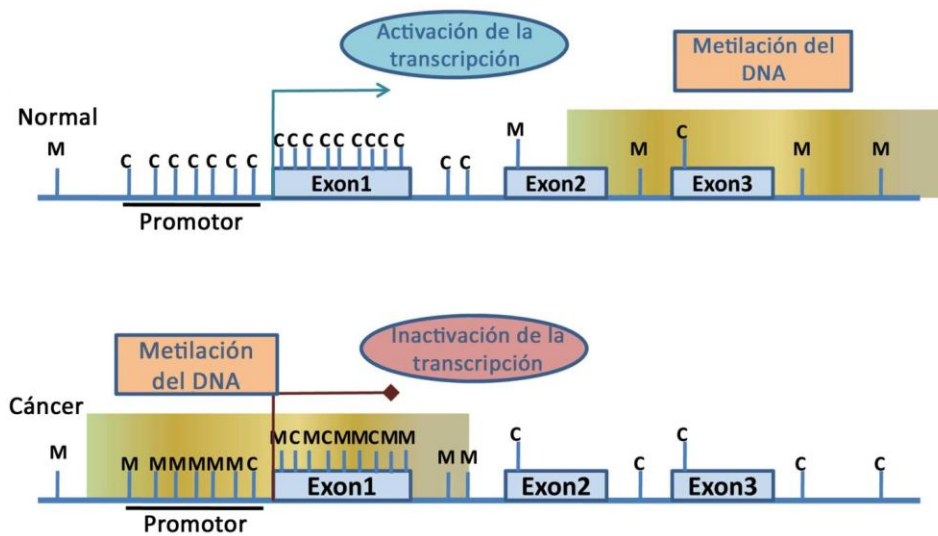 Activación de la
transcripción
Metilación del
DNA
Normal
M
C C C C C C C
C C C C C C C C C
C C
M
M
C
M
M
Exon1
Exon2
Exon3
Promotor
Metilación
del DNA
Inactivación de la
transcripción
Cáncer
M
M M M M M M C
M C M C M M C M M
M M
C
C
C
C
C
Exon1
Exon2
Exon3
Promotor